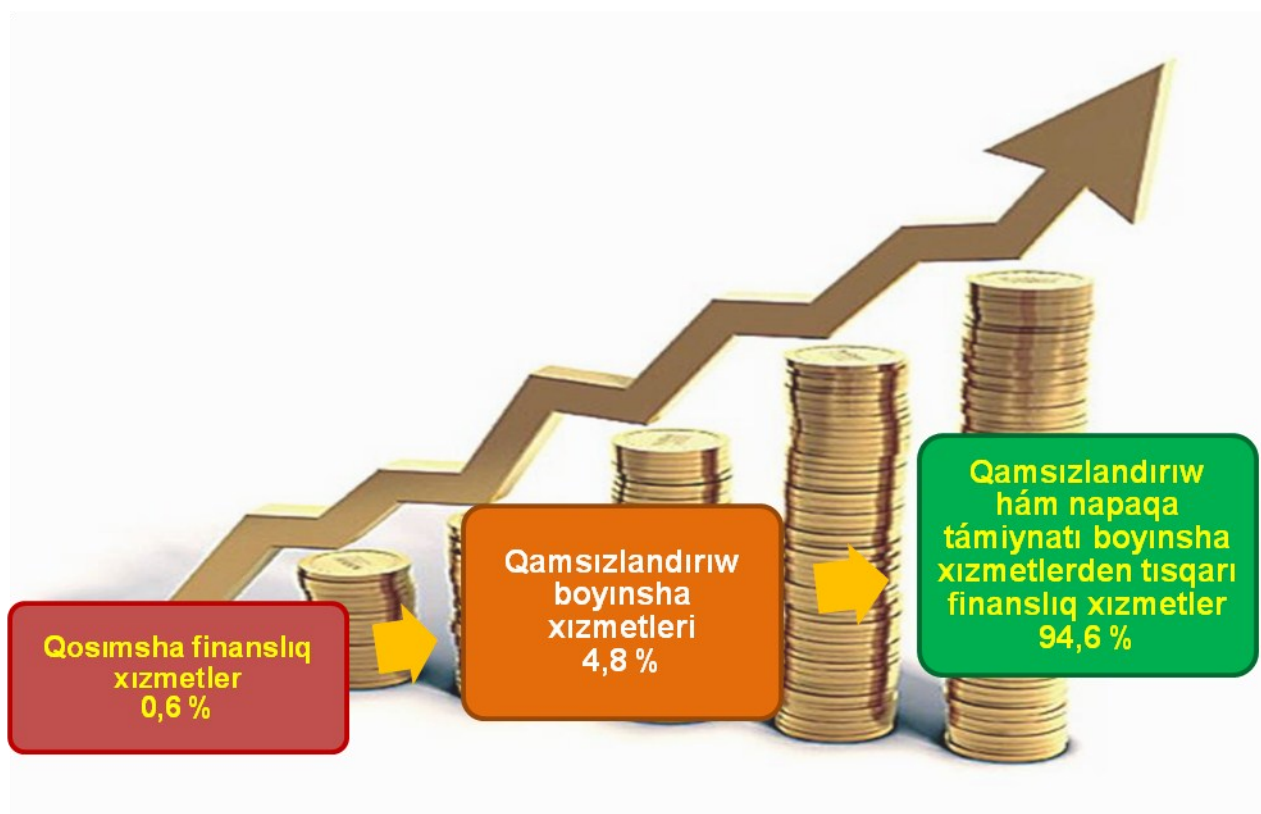 Qosımsha finanslıq
xızmetler
0,6 %
Qamsızlandırıw
boyınsha
xızmetleri
4,8 %
Qamsızlandırıw
hám napaqa
támiynatı boyınsha
xızmetlerden tısqarı
finanslıq xızmetler
94,6 %